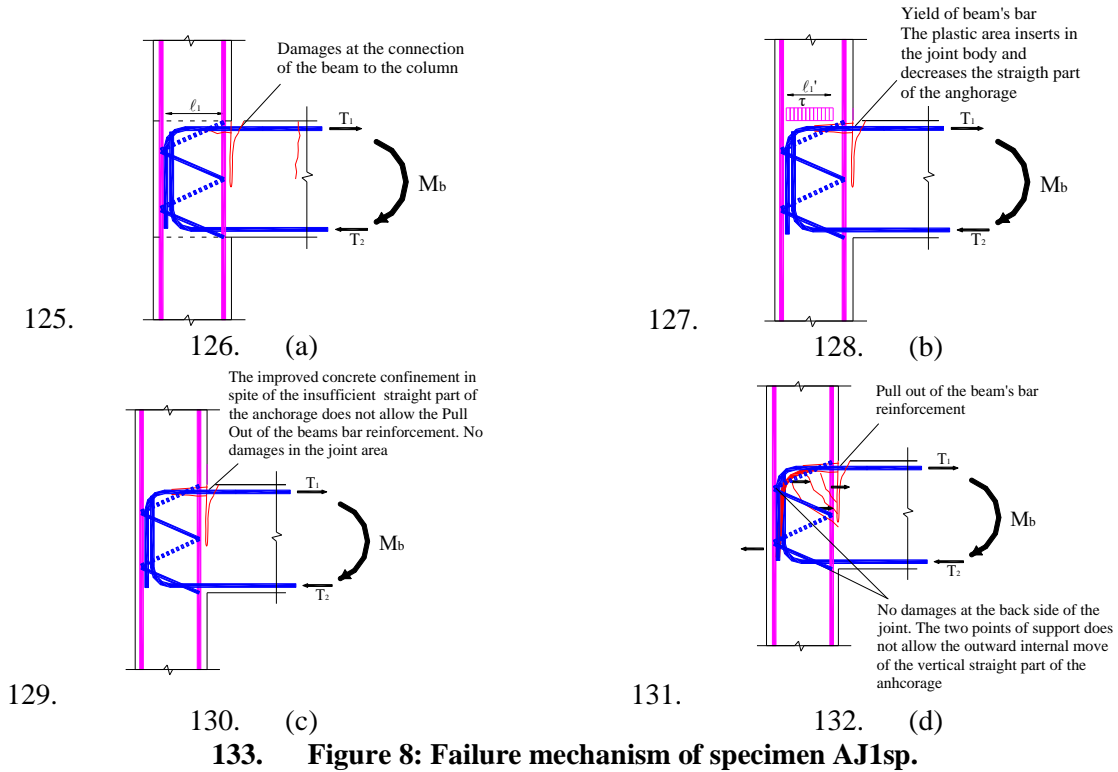 Damages at the connection
of the beam to the column
ℓ1
T1
Mb
T2
125.
126. (a)
Yield of beam's bar
The plastic area inserts in
the joint body and
decreases the straigth part
of the anghorage
ℓ1'
τ
T1
Mb
T2
127.
128. (b)
The improved concrete confinement in
spite of the insufficient straight part of
the anchorage does not allow the Pull
Out of the beams bar reinforcement. No
damages in the joint area
T1
Mb
T2
129.
130. (c)
Pull out of the beam's bar
reinforcement
T1
Mb
T2
No damages at the back side of the
joint. The two points of support does
not allow the outward internal move
of the vertical straight part of the
anhcorage
131.
132. (d)
133. Figure 8: Failure mechanism of specimen AJ1sp.